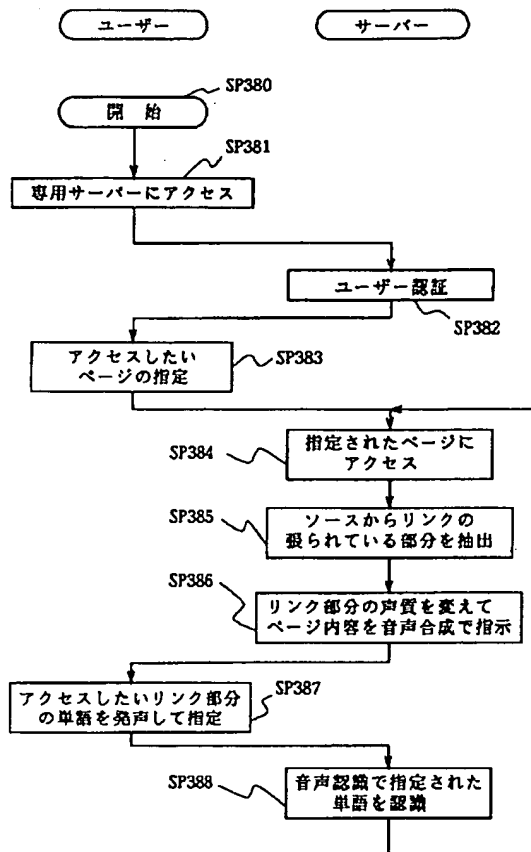 ユーザー
サーバー
SP380
開 始
SP381
専用サーバーにアクセス
ユーザー認証
SP382
アクセスしたい
ページの指定
SP383
SP384
指定されたページに
アクセス
SP385
ソースからリンクの
張られている部分を抽出
SP386
リンク部分の声質を変えて
ページ内容を音声合成で指示
SP387
アクセスしたいリンク部分
の単語を発声して指定
SP388
音声認識で指定された
単語を認識